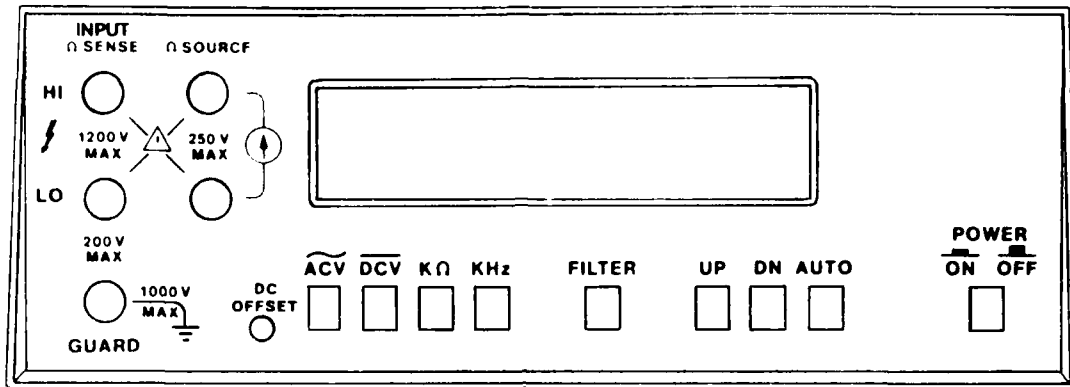 INPUT
Ω SENSE
Ω SOURCF
HI
1200 V
MAX
250 V
MAX
LO
200 V
MAX
1000 V
MAX
GUARD
DC
OFFSET
ACV
DCV
KΩ
KHz
FILTER
UP
DN
AUTO
POWER
ON
OFF